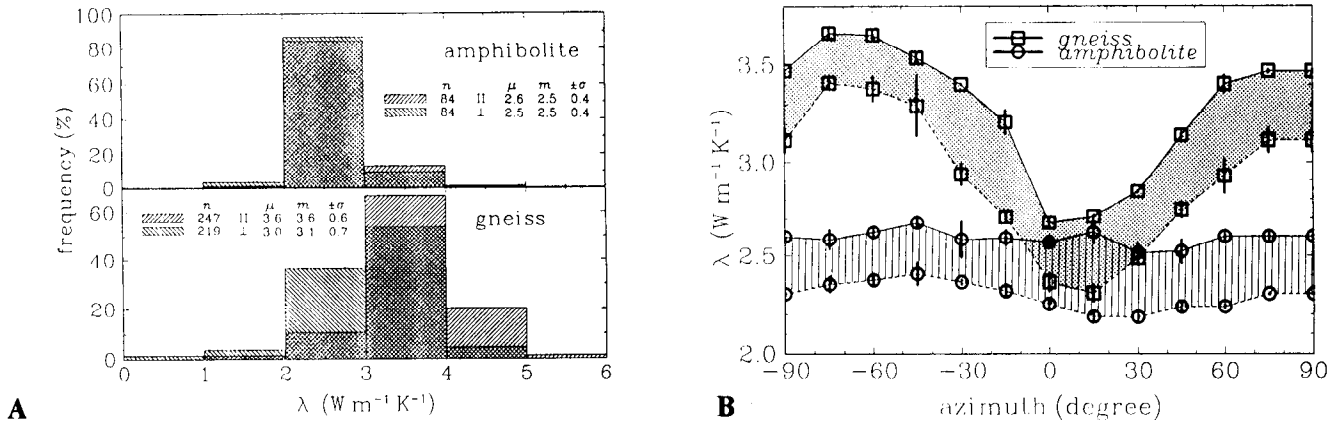 100
80
60
40
20
0
amphibolite
n μ m ±σ
84 || 2.6 2.5 0.4
84 ⊥ 2.5 2.5 0.4
frequency (%)
60
40
20
0
n μ m ±σ
247 || 3.6 3.6 0.6
219 ⊥ 3.0 3.1 0.7
gneiss
0 1 2 3 4 5 6
λ (W m⁻¹ K⁻¹)
A
gneiss
amphibolite
3.5
3.0
2.5
2.0
λ (W m⁻¹ K⁻¹)
−90 −60 −30 0 30 60 90
azimuth (degree)
B